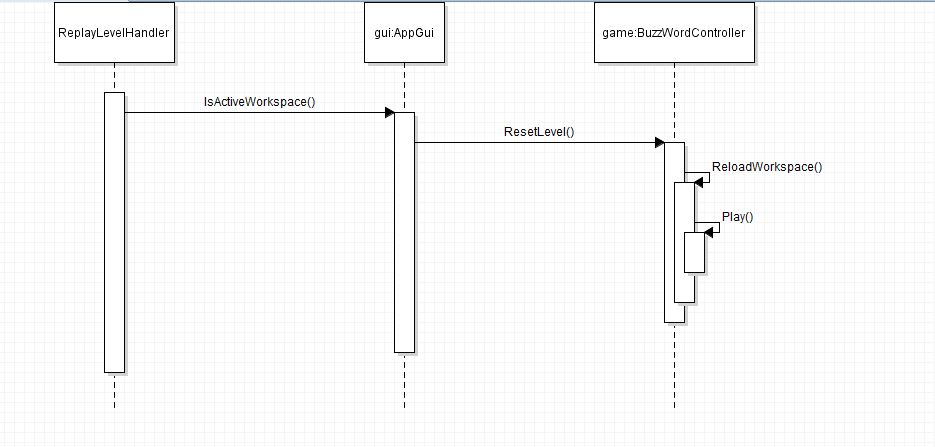 ReplayLevelHandler
gui:AppGui
game:BuzzWordController
IsActiveWorkspace()
ResetLevel()
ReloadWorkspace()
Play()